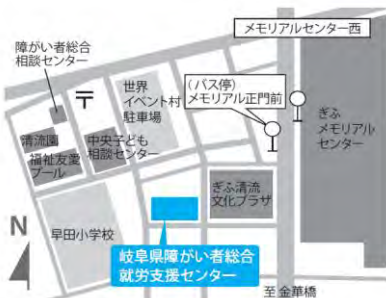 メモリアルセンター西
障がい者総合
相談センター
〒
世界
イベント村
駐車場
（バス停）
メモリアル正門前
ぎふ
メモリアル
センター
清流園
福祉友愛
プール
中央子ども
相談センター
早田小学校
ぎふ清流
文化プラザ
N
岐阜県障がい者総合
就労支援センター
至 金華橋